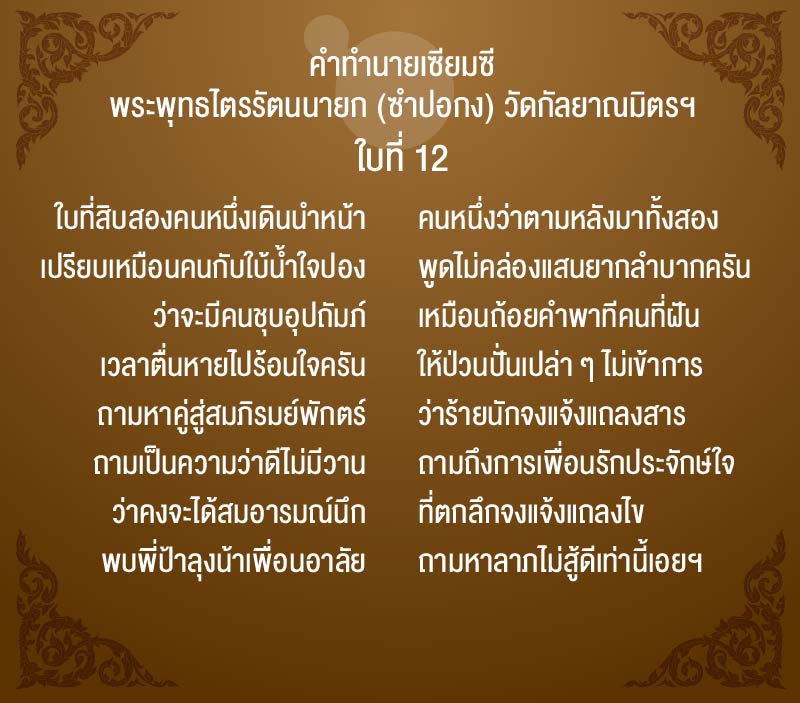 คำทำนายเซียมซี
พระพุทธไตรรัตนนายก (ซำปอกง) วัดกัลยาณมิตรฯ
ใบที่ 12
ใบที่สิบสองคนหนึ่งเดินนำหน้า คนหนึ่งว่าตามหลังมาทั้งสอง
เปรียบเหมือนคนกับใบ้น้ำใจปอง พูดไม่คล่องแสนยากลำบากครัน
ว่าจะมีคนชุบอุปถัมภ์ เหมือนถ้อยคำพาทีคนที่ฝัน
เวลาตื่นหายไปร้อนใจครัน ให้ป่วนปั่นเปล่า ๆ ไม่เข้าการ
ถามหาคู่สู่สมภิรมย์พักตร์ ว่าร้ายนักจงแจ้งแถลงสาร
ถามเป็นความว่าดีไม่มีวาน ถามถึงการเพื่อนรักประจักษ์ใจ
ว่าคงจะได้สมอารมณ์นึก ที่ตกลึกจงแจ้งแถลงไข
พบพี่ป้าลุงน้าเพื่อนอาลัย ถามหาลาภไม่สู้ดีเท่านี้เอยฯ